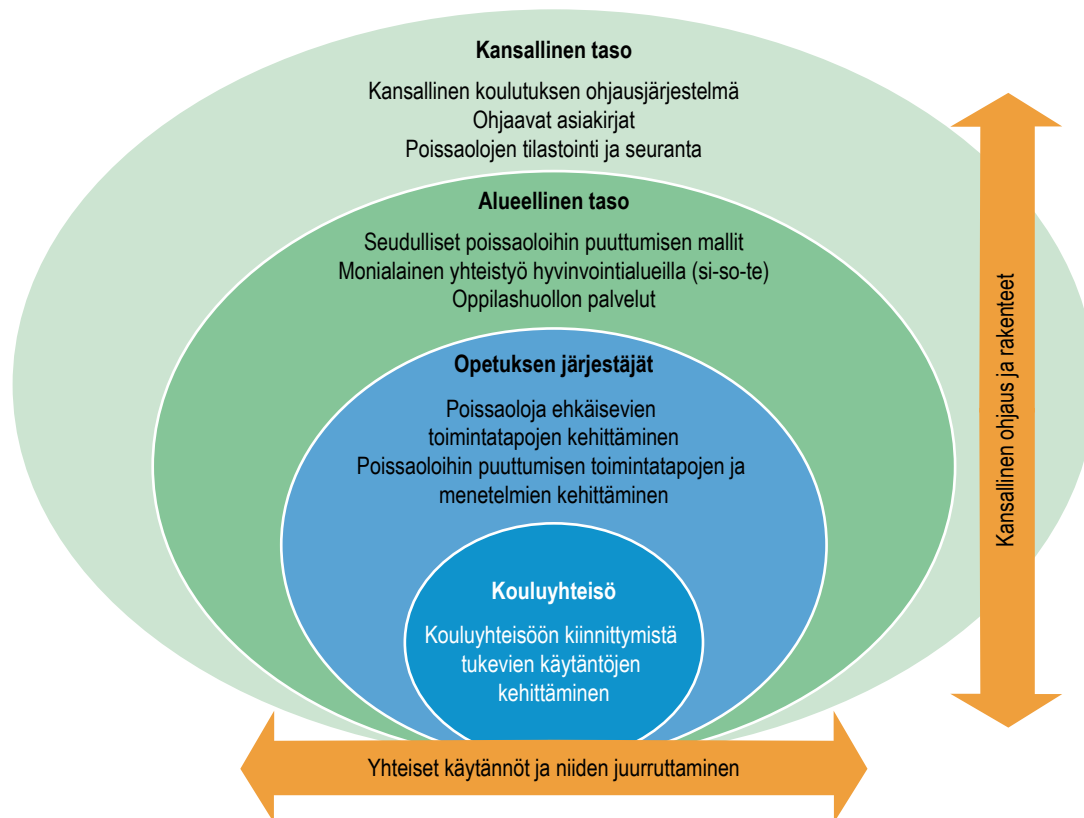 Kansallinen taso
Kansallinen koulutuksen ohjausjärjestelmä
Ohjaavat asiakirjat
Poissaolojen tilastointi ja seuranta
Alueellinen taso
Seudulliset poissaoloihin puuttumisen mallit
Monialainen yhteistyö hyvinvointialueilla (si-so-te)
Oppilashuollon palvelut
Opetuksen järjestäjät
Poissaoloja ehkäisevien
toimintatapojen kehittäminen
Poissaoloihin puuttumisen toimintatapojen ja
menetelmien kehittäminen
Kouluyhteisö
Kouluyhteisöön kiinnittymistä
tukevien käytäntöjen
kehittäminen
Kansallinen ohjaus ja rakenteet
Yhteiset käytännöt ja niiden juurruttaminen